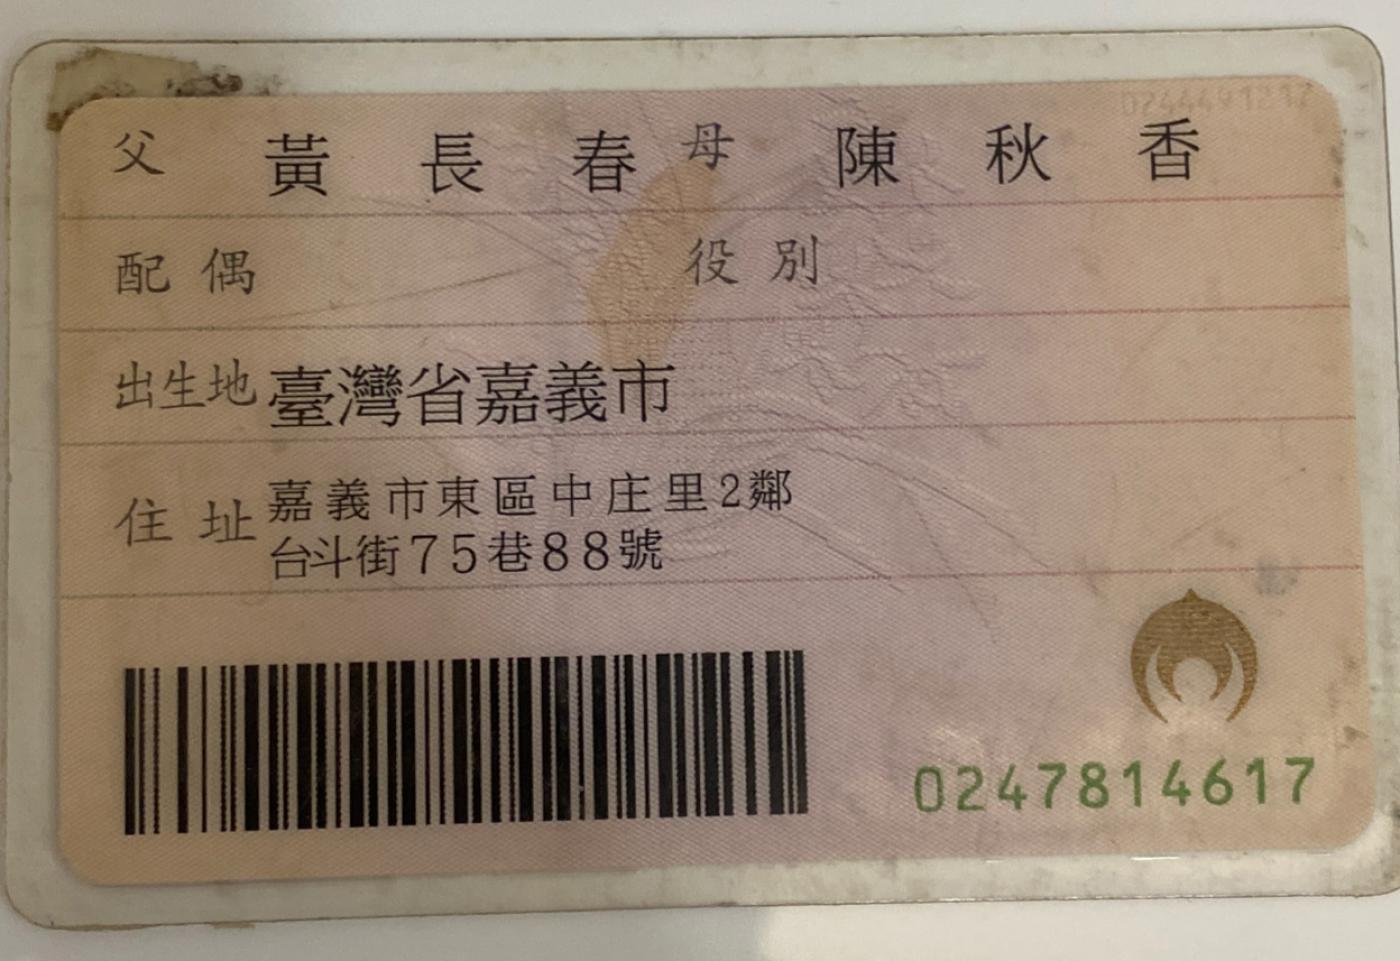 父 黃長春 母 陳秋香
配偶 役別
出生地 臺灣省嘉義市
住址 嘉義市東區中庄里2鄰
台斗街75巷88號
0247814617